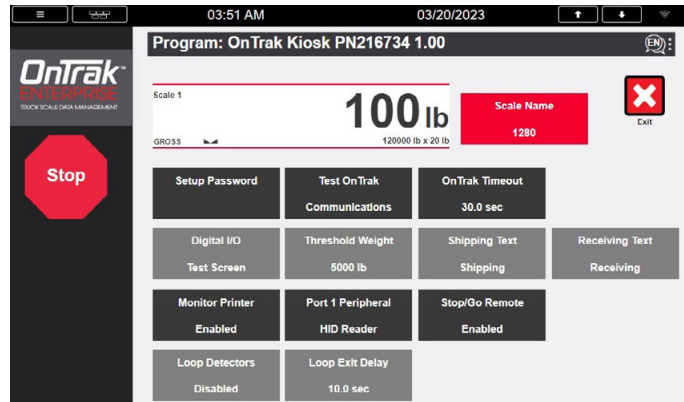 03:51 AM 03/20/2023
Program: OnTrak Kiosk PN216734 1.00
EN
OnTrak™
ENTERPRISE
TRUCK SCALE DATA MANAGEMENT
Scale 1
100 lb
GROSS 120000 lb x 20 lb
Scale Name
1280
Exit
Stop
Setup Password
Test OnTrak
Communications
OnTrak Timeout
30.0 sec
Digital I/O
Test Screen
Threshold Weight
5000 lb
Shipping Text
Shipping
Receiving Text
Receiving
Monitor Printer
Enabled
Port 1 Peripheral
HID Reader
Stop/Go Remote
Enabled
Loop Detectors
Disabled
Loop Exit Delay
10.0 sec